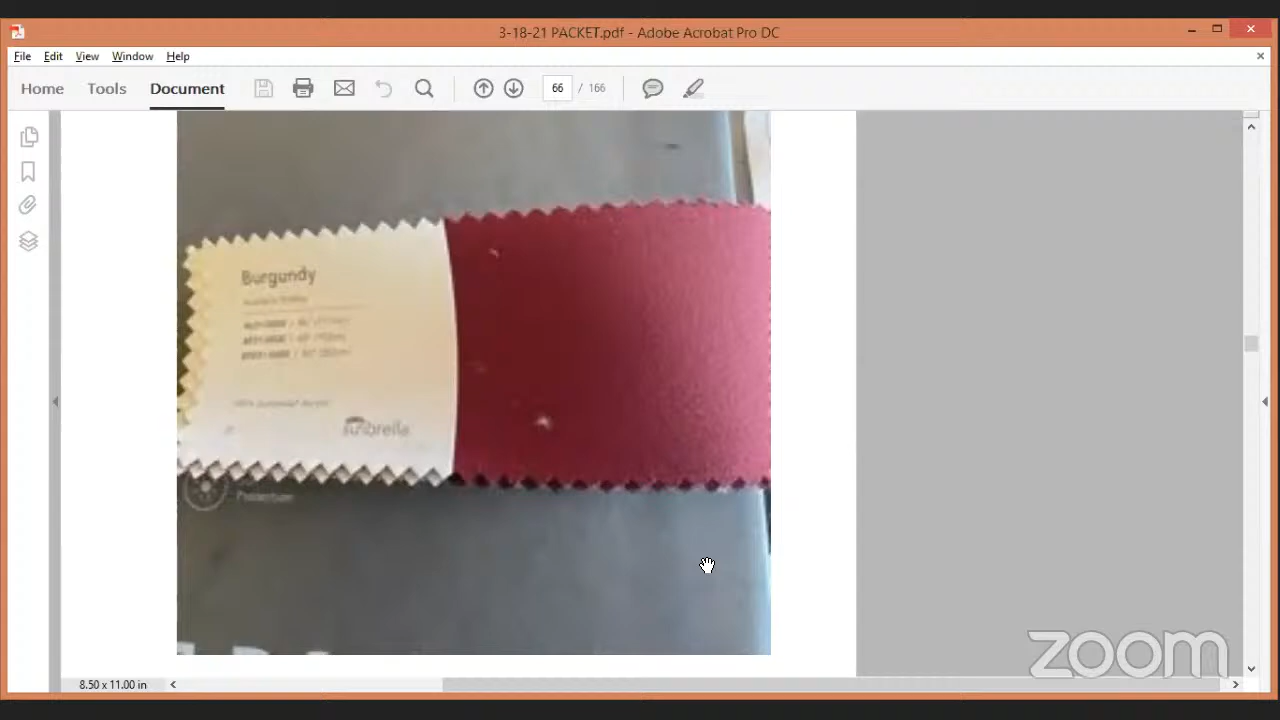 3-18-21 PACKET.pdf - Adobe Acrobat Pro DC
File Edit View Window Help
Home Tools Document 66 / 166
Burgundy
sunbrella
Protection
zoom
8.50 x 11.00 in